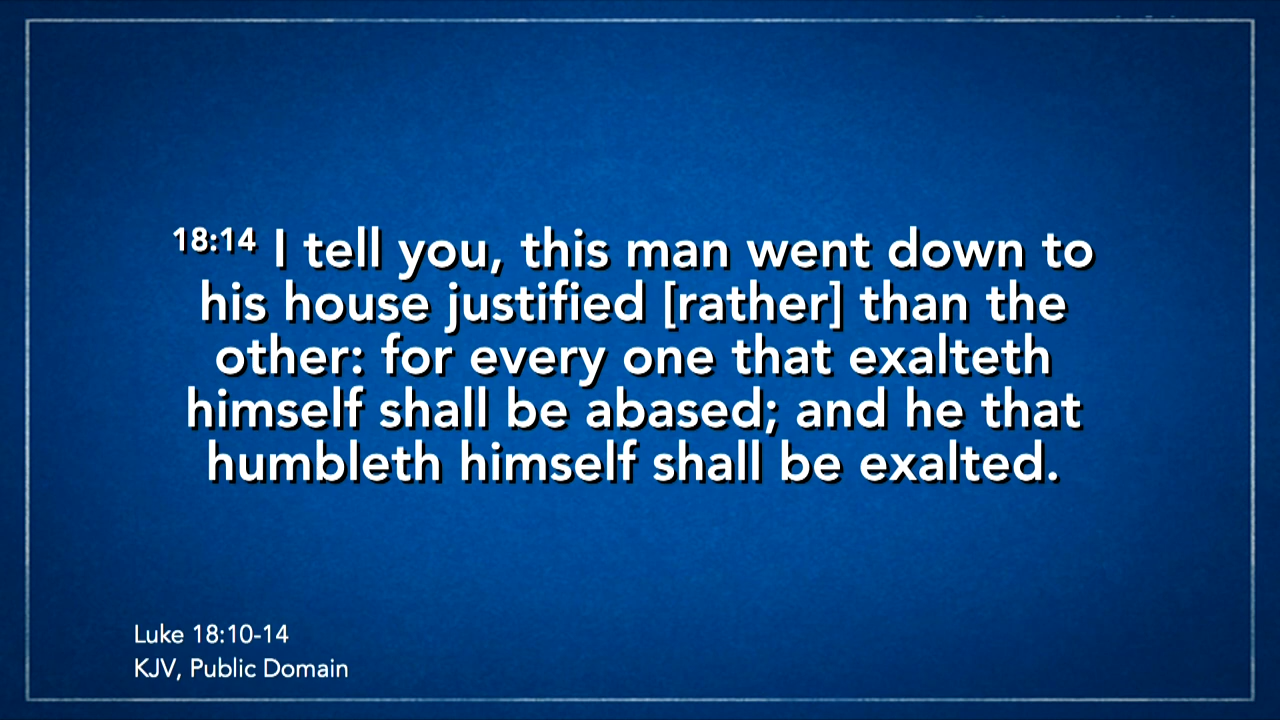 18:14 I tell you, this man went down to
his house justified [rather] than the
other: for every one that exalteth
himself shall be abased; and he that
humbleth himself shall be exalted.
Luke 18:10-14
KJV, Public Domain